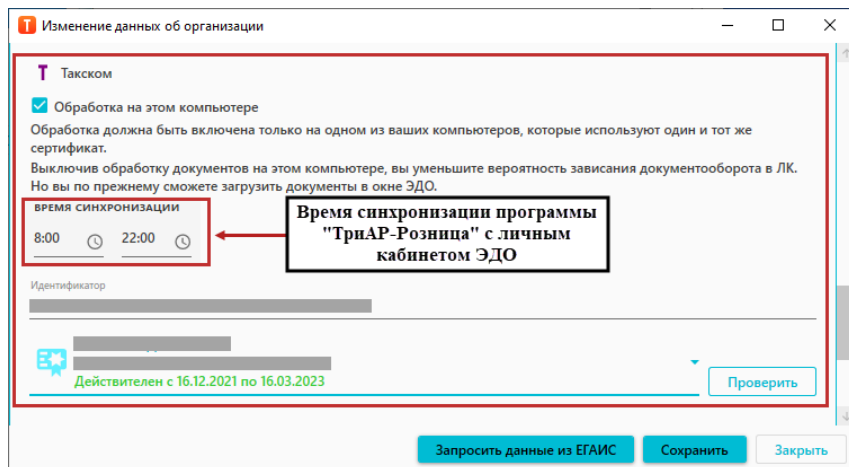 Изменение данных об организации
Такском
Обработка на этом компьютере
Обработка должна быть включена только на одном из ваших компьютеров, которые используют один и тот же
сертификат.
Выключив обработку документов на этом компьютере, вы уменьшите вероятность зависания документооборота в ЛК.
Но вы по прежнему сможете загрузить документы в окне ЭДО.
ВРЕМЯ СИНХРОНИЗАЦИИ
8:00 22:00
Время синхронизации программы
"ТриАР-Розница" с личным
кабинетом ЭДО
Идентификатор
Действителен с 16.12.2021 по 16.03.2023
Проверить
Запросить данные из ЕГАИС Сохранить Закрыть